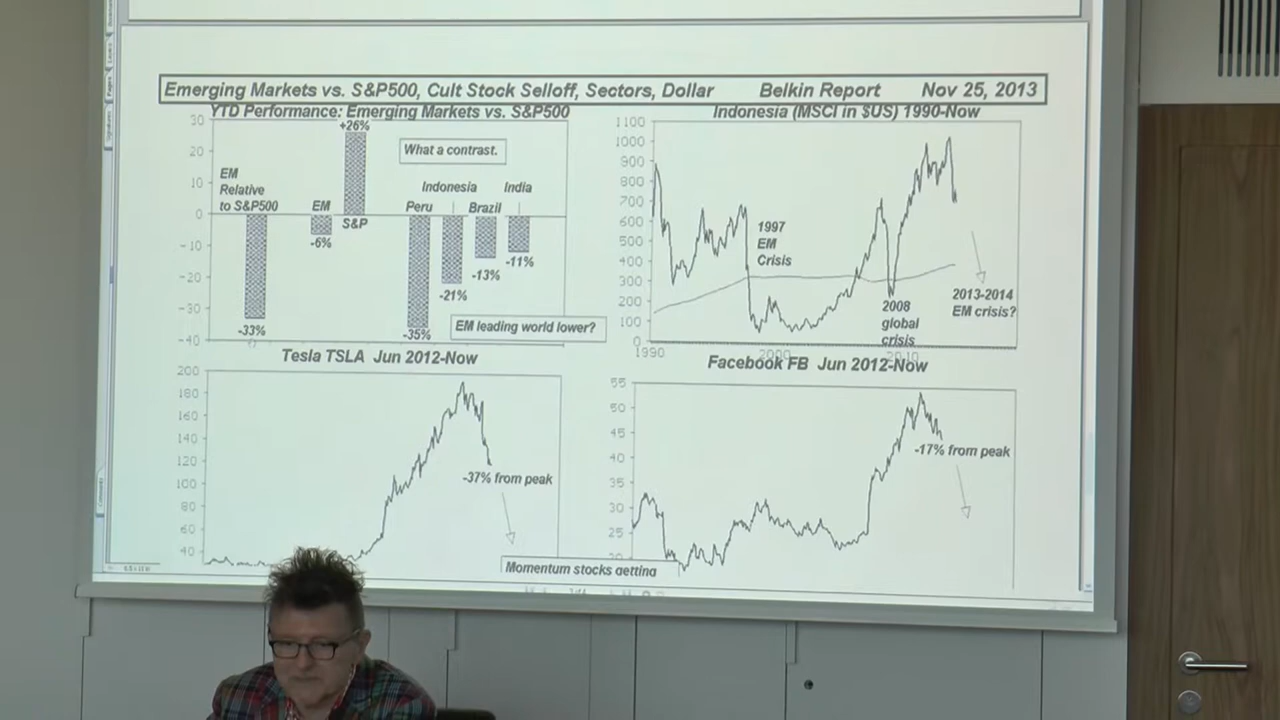 Emerging Markets vs. S&P500, Cult Stock Selloff, Sectors, Dollar Belkin Report Nov 25, 2013
YTD Performance: Emerging Markets vs. S&P500
30
20
10
0
-10
-20
-30
-40
+26%
What a contrast.
EM
Relative
to S&P500
EM
S&P
Indonesia
India
Peru
Brazil
-6%
-11%
-13%
-21%
-33%
-35%
EM leading world lower?
Indonesia (MSCI in $US) 1990-Now
1100
1000
900
800
700
600
500
400
300
200
100
0
1990
2000
2010
1997
EM
Crisis
2008
global
crisis
2013-2014
EM crisis?
Tesla TSLA Jun 2012-Now
200
180
160
140
120
100
80
60
40
-37% from peak
Facebook FB Jun 2012-Now
55
50
45
40
35
30
25
20
-17% from peak
Momentum stocks getting